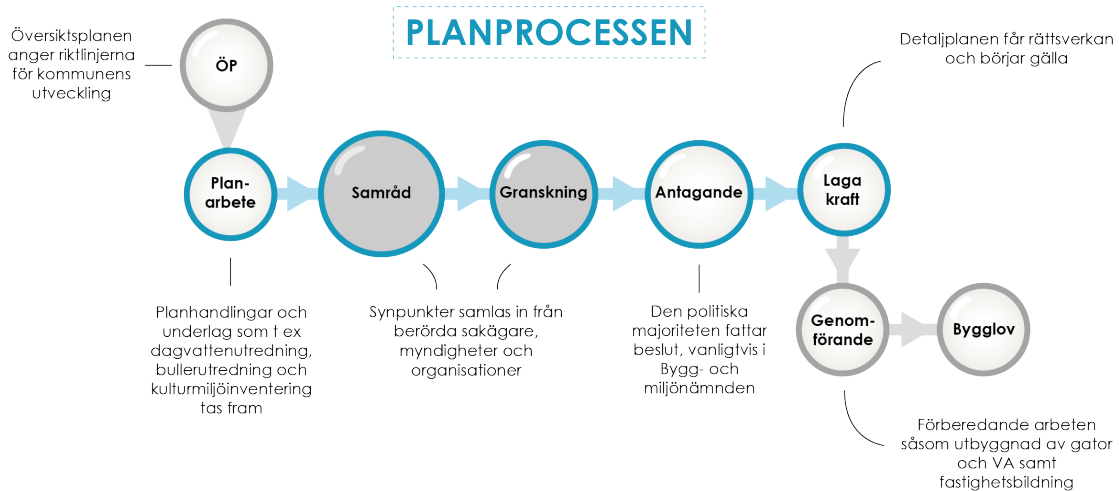 PLANPROCESSEN
Översiktsplanen
anger riktlinjerna
för kommunens
utveckling
ÖP
Detaljplanen får rättsverkan
och börjar gälla
Plan-
arbete
Samråd
Granskning
Antagande
Laga
kraft
Planhandlingar och
underlag som t ex
dagvattenutredning,
bullerutredning och
kulturmiljöinventering
tas fram
Synpunkter samlas in från
berörda sakägare,
myndigheter och
organisationer
Den politiska
majoriteten fattar
beslut, vanligtvis i
Bygg- och
miljönämnden
Genom-
förande
Bygglov
Förberedande arbeten
såsom utbyggnad av gator
och VA samt
fastighetsbildning